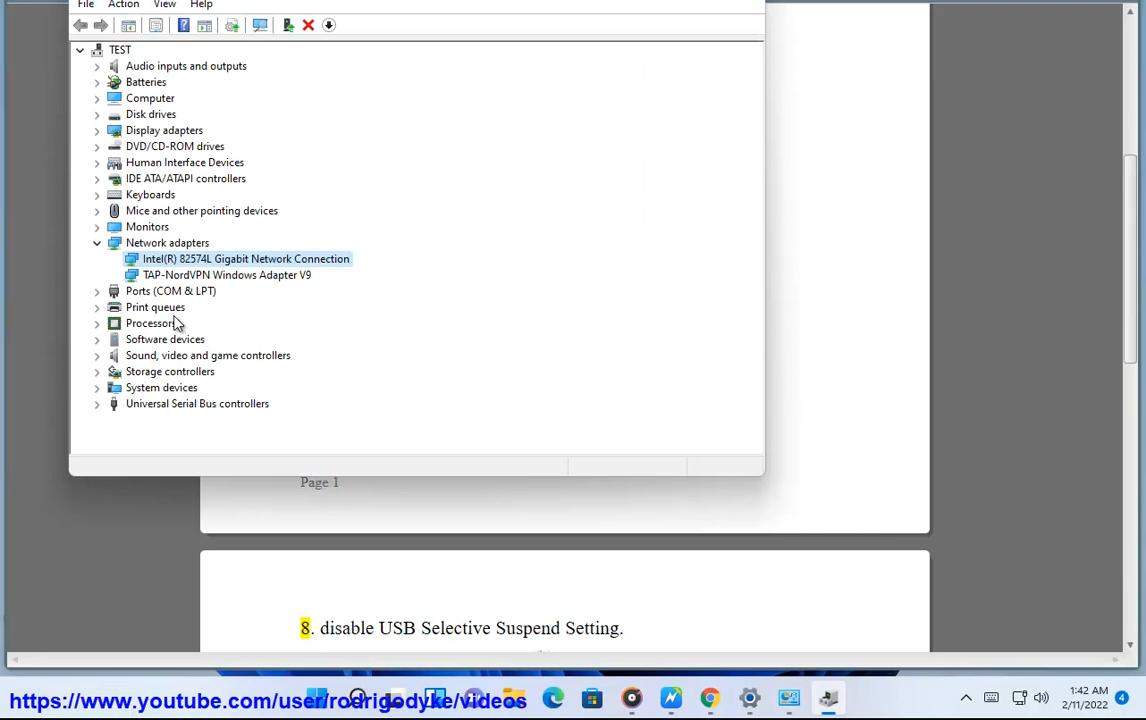 File Action View Help
TEST
Audio inputs and outputs
Batteries
Computer
Disk drives
Display adapters
DVD/CD-ROM drives
Human Interface Devices
IDE ATA/ATAPI controllers
Keyboards
Mice and other pointing devices
Monitors
Network adapters
Intel(R) 82574L Gigabit Network Connection
TAP-NordVPN Windows Adapter V9
Ports (COM & LPT)
Print queues
Processors
Software devices
Sound, video and game controllers
Storage controllers
System devices
Universal Serial Bus controllers
Page 1
8. disable USB Selective Suspend Setting.
https://www.youtube.com/user/rodrigodyke/videos
1:42 AM
2/11/2022
4